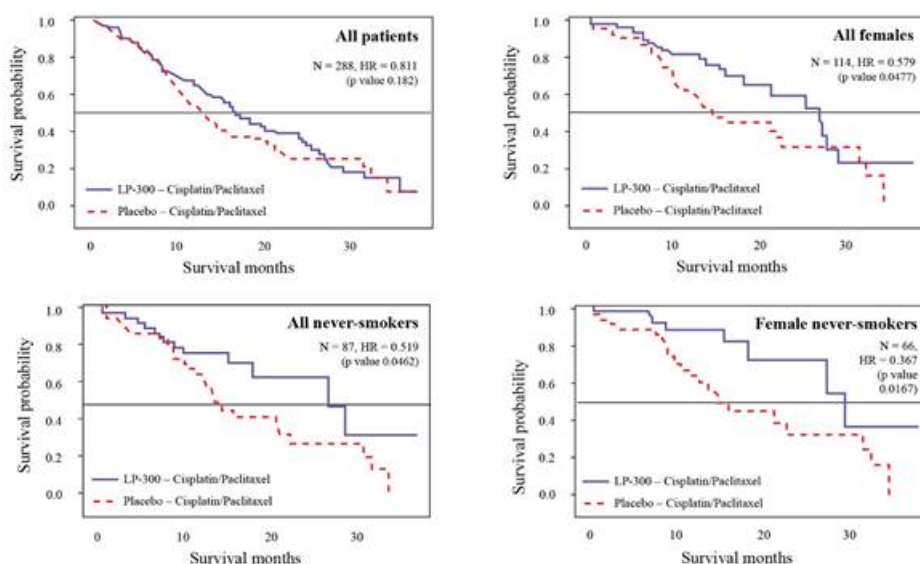 All patients
N = 288, HR = 0.811
(p value 0.182)
Survival probability
1.0
0.8
0.6
0.4
0.2
0.0
LP-300 – Cisplatin/Paclitaxel
Placebo – Cisplatin/Paclitaxel
0 10 20 30
Survival months
All females
N = 114, HR = 0.579
(p value 0.0477)
Survival probability
1.0
0.8
0.6
0.4
0.2
0.0
LP-300 – Cisplatin/Paclitaxel
Placebo – Cisplatin/Paclitaxel
0 10 20 30
Survival months
All never-smokers
N = 87, HR = 0.519
(p value 0.0462)
Survival probability
1.0
0.8
0.6
0.4
0.2
0.0
LP-300 – Cisplatin/Paclitaxel
Placebo – Cisplatin/Paclitaxel
0 10 20 30
Survival months
Female never-smokers
N = 66,
HR = 0.367
(p value
0.0167)
Survival probability
1.0
0.8
0.6
0.4
0.2
0.0
LP-300 – Cisplatin/Paclitaxel
Placebo – Cisplatin/Paclitaxel
0 10 20 30
Survival months